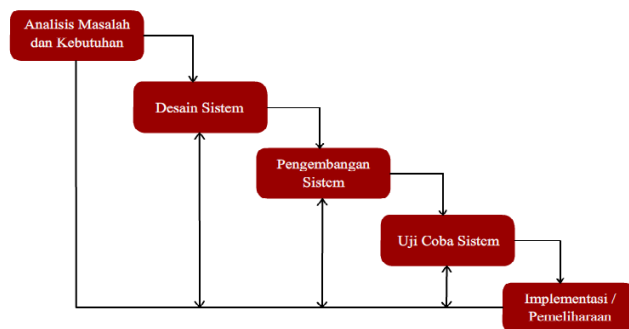 Analisis Masalah
dan Kebutuhan
Desain Sistem
Pengembangan
Sistem
Uji Coba Sistem
Implementasi /
Pemeliharaan